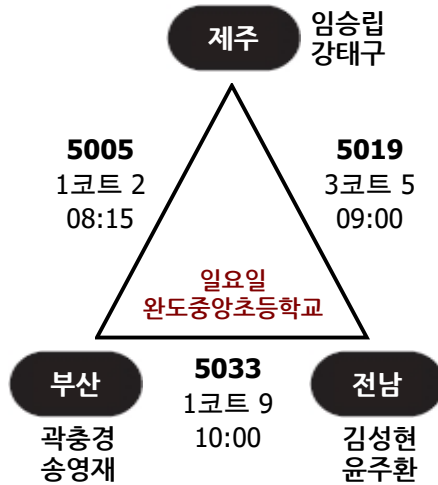 제주
임승립
강태구
5005
1코트 2
08:15
5019
3코트 5
09:00
일요일
완도중앙초등학교
부산
곽충경
송영재
5033
1코트 9
10:00
전남
김성현
윤주환